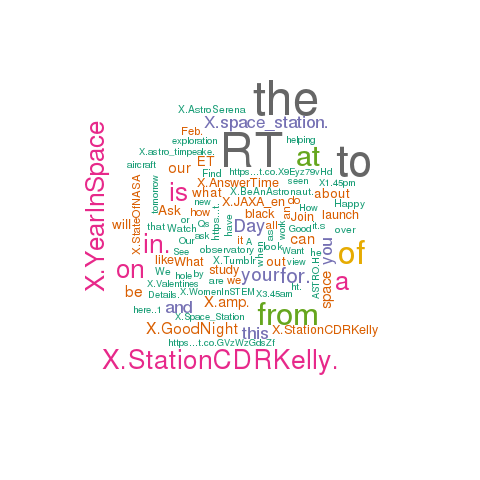 the
X.AstroSerena
X.space_station.
Feb.
RT
exploration
helping
X.YearInSpace
X.astro_timpeake.
ET
at
to
aircraft
our
Find
https...t.co.X9Eyz79vHd
X.StateOfNASA
tomorrow
X.AnswerTime
seen
X1.45pm
is
what
X.BeAnAstronaut.
about
new
X.JAXA_en
do
Happy
Ask
how
https...t.
have
black
an
How
Join
launch
will
or
Qs
Day
all
work
Good
rt.s
over
that
Watch
ask
in.
Our
it
A
as
can
you
of
observatory
when
look
Want
he
See
like
What
X.Tumblr
out
view
on
We
hole
by
study
your
for.
space
ASTRO.H
a
X.Valentines
are
we
ht.
be
Details.
X.WomenInSTEM
X3.45am
here..1
and
X.amp.
from
X.Space_Station
X.GoodNight
this
X.StationCDRKelly
https...t.co.GVzWzGdsZf
X.StationCDRKelly.